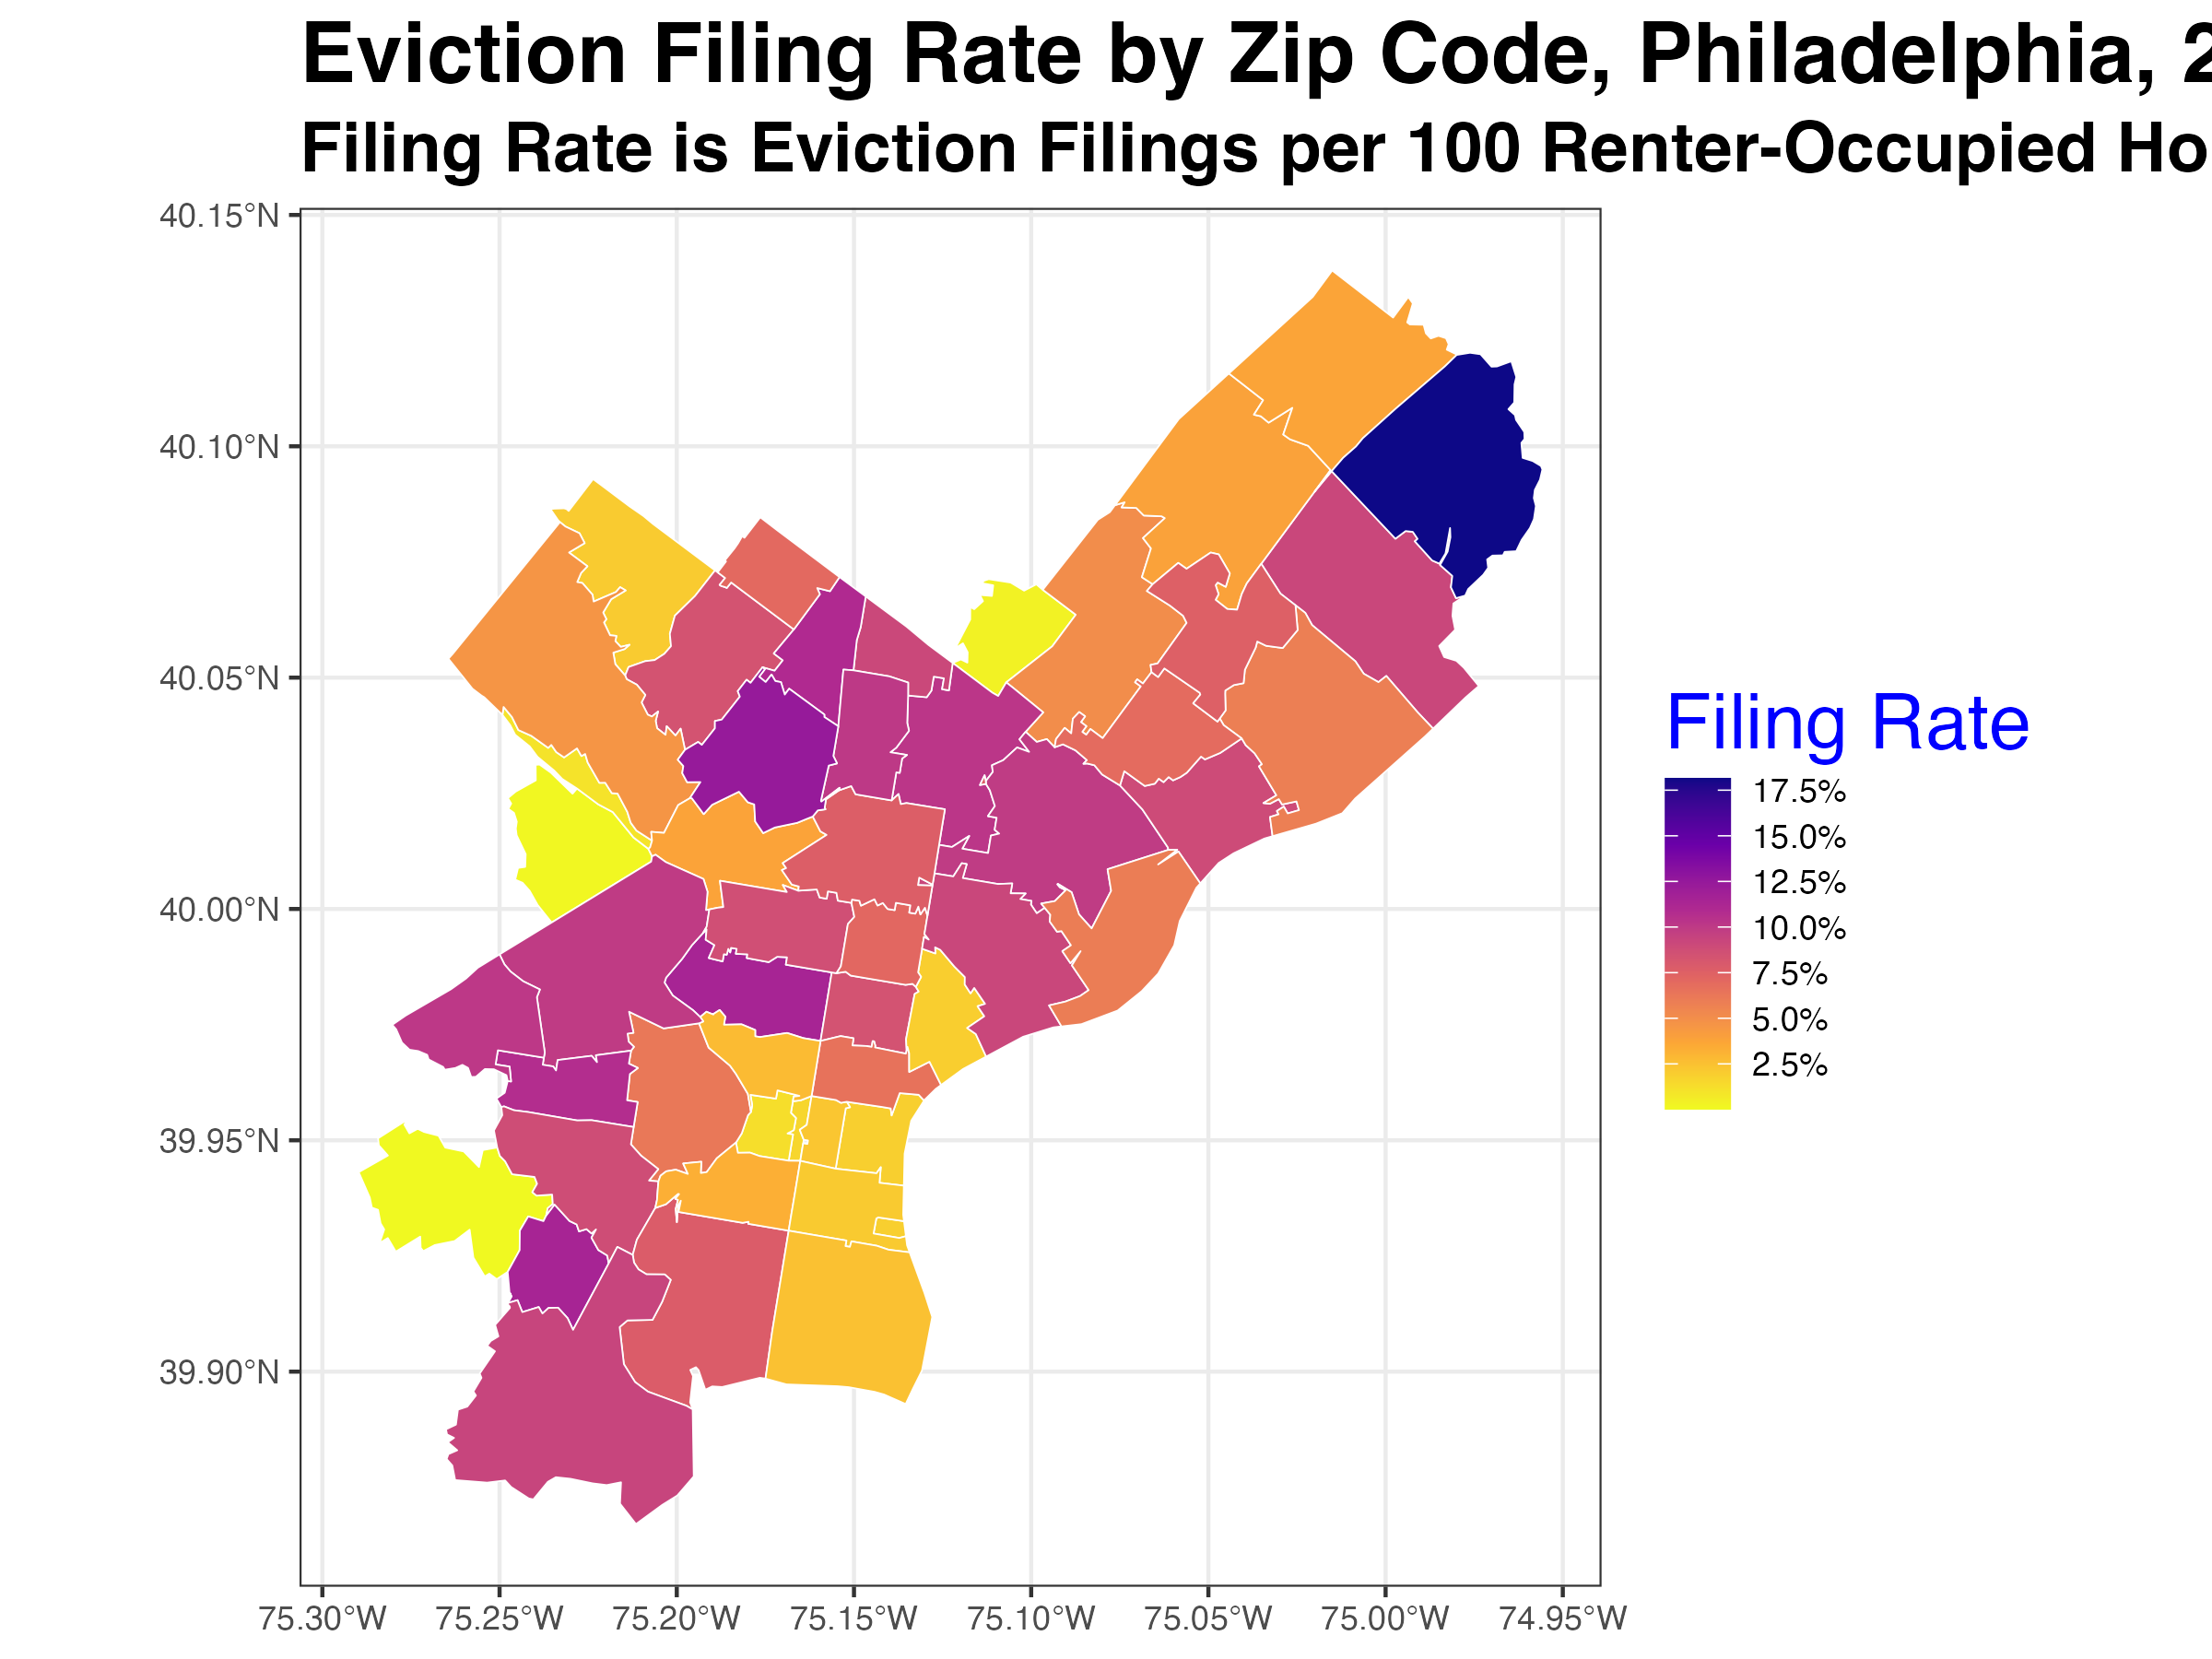 Eviction Filing Rate by Zip Code, Philadelphia, 2
Filing Rate is Eviction Filings per 100 Renter-Occupied Ho
40.15°N
40.10°N
40.05°N
40.00°N
39.95°N
39.90°N
75.30°W 75.25°W 75.20°W 75.15°W 75.10°W 75.05°W 75.00°W 74.95°W
Filing Rate
17.5%
15.0%
12.5%
10.0%
7.5%
5.0%
2.5%